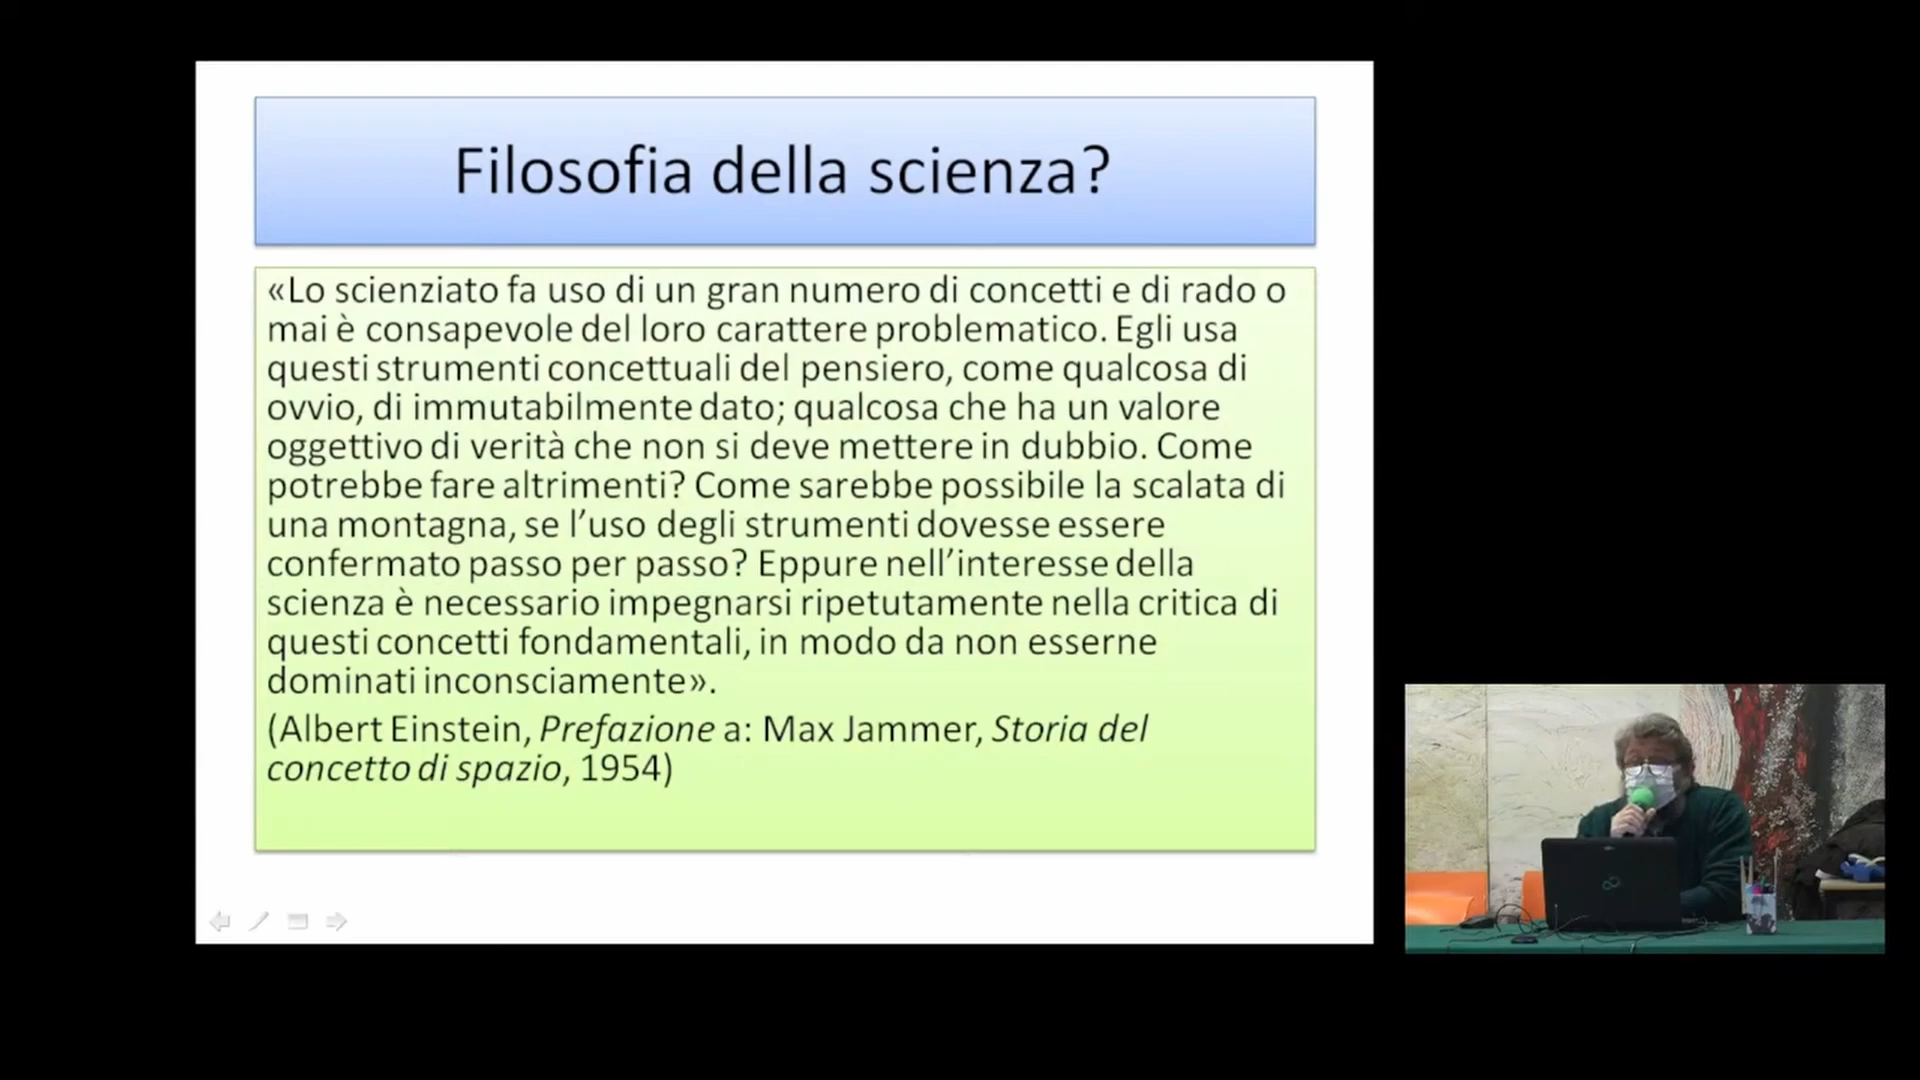 Filosofia della scienza?
«Lo scienziato fa uso di un gran numero di concetti e di rado o
mai è consapevole del loro carattere problematico. Egli usa
questi strumenti concettuali del pensiero, come qualcosa di
ovvio, di immutabilmente dato; qualcosa che ha un valore
oggettivo di verità che non si deve mettere in dubbio. Come
potrebbe fare altrimenti? Come sarebbe possibile la scalata di
una montagna, se l’uso degli strumenti dovesse essere
confermato passo per passo? Eppure nell’interesse della
scienza è necessario impegnarsi ripetutamente nella critica di
questi concetti fondamentali, in modo da non esserne
dominati inconsciamente».
(Albert Einstein, Prefazione a: Max Jammer, Storia del
concetto di spazio, 1954)